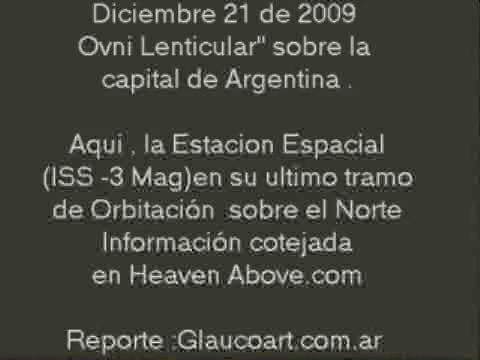 Diciembre 21 de 2009
Ovni Lenticular" sobre la
capital de Argentina .
Aqui , la Estacion Espacial
(ISS -3 Mag)en su ultimo tramo
de Orbitación sobre el Norte
Información cotejada
en Heaven Above.com
Reporte :Glaucoart.com.ar